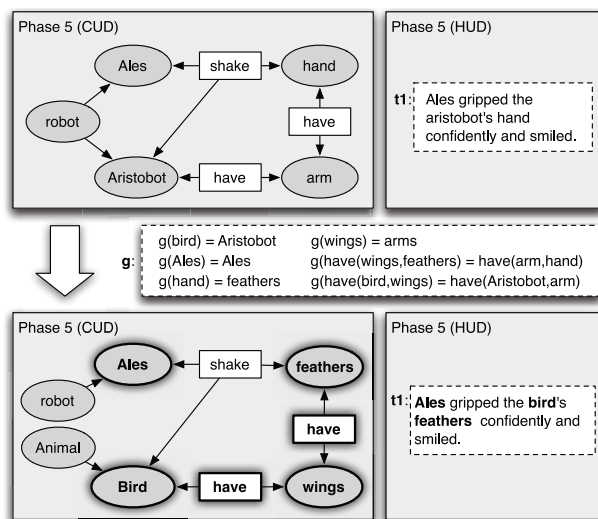 Phase 5 (CUD)
Ales
shake
hand
robot
have
Aristobot
have
arm
Phase 5 (HUD)
t1:
Ales gripped the
aristobot's hand
confidently and smiled.
g:
g(bird) = Aristobot
g(wings) = arms
g(Ales) = Ales
g(have(wings,feathers) = have(arm,hand)
g(hand) = feathers
g(have(bird,wings) = have(Aristobot,arm)
Phase 5 (CUD)
Ales
shake
feathers
robot
have
Animal
Bird
have
wings
Phase 5 (HUD)
t1:
Ales gripped the bird's
feathers confidently and
smiled.